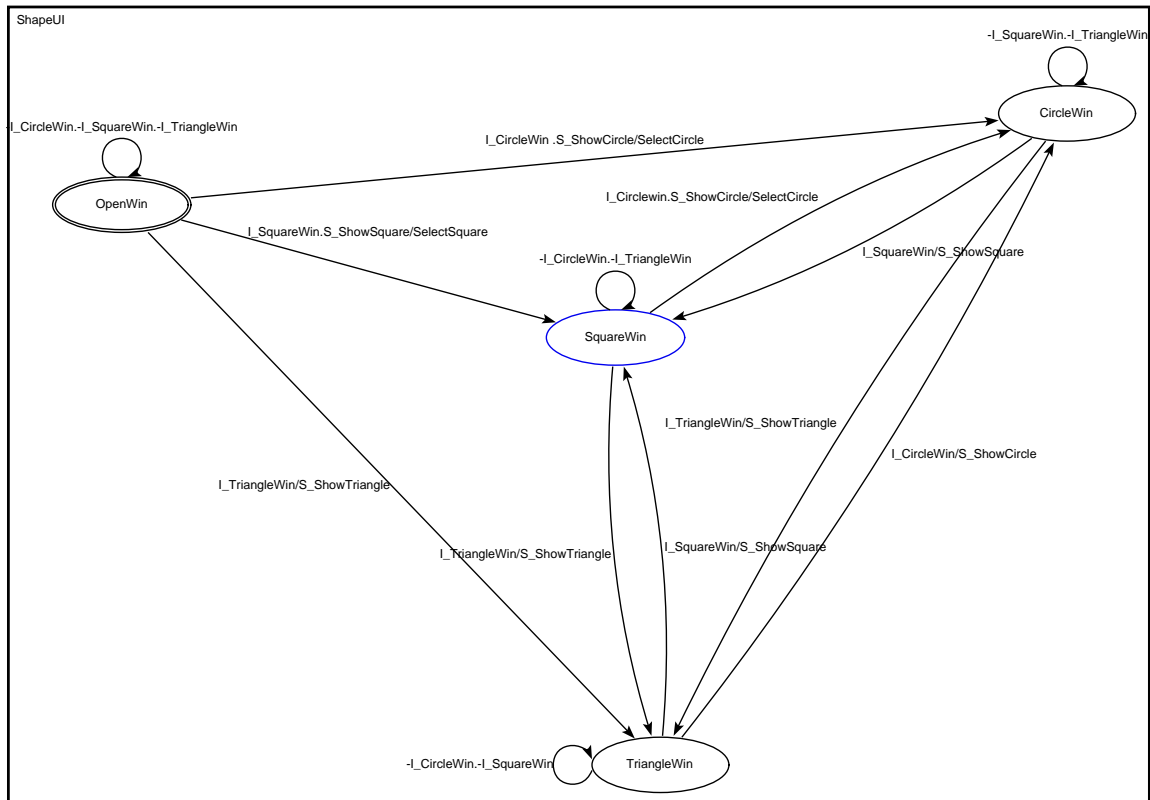 ShapeUI
-I_SquareWin.-I_TriangleWin
CircleWin
-I_CircleWin.-I_SquareWin.-I_TriangleWin
I_CircleWin .S_ShowCircle/SelectCircle
OpenWin
I_Circlewin.S_ShowCircle/SelectCircle
I_SquareWin.S_ShowSquare/SelectSquare
I_SquareWin/S_ShowSquare
-I_CircleWin.-I_TriangleWin
SquareWin
I_TriangleWin/S_ShowTriangle
I_CircleWin/S_ShowCircle
I_TriangleWin/S_ShowTriangle
I_SquareWin/S_ShowSquare
I_TriangleWin/S_ShowTriangle
-I_CircleWin.-I_SquareWin
TriangleWin